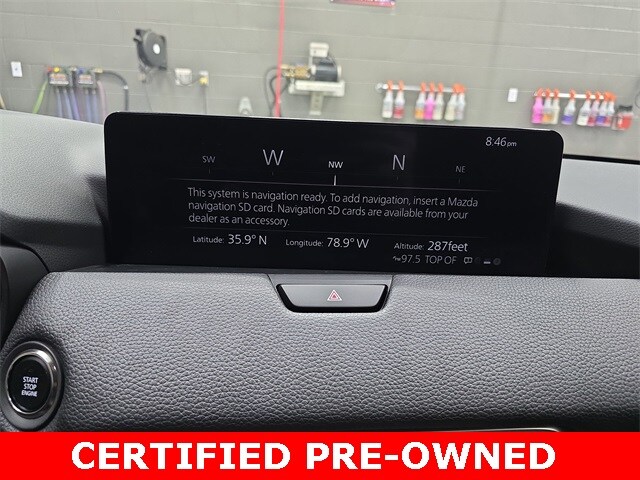 8:46pm
SW W NW N NE
This system is navigation ready. To add navigation, insert a Mazda
navigation SD card. Navigation SD cards are available from your
dealer as an accessory.
Latitude: 35.9° N Longitude: 78.9° W Altitude: 287feet
97.5 TOP OF
START
STOP
ENGINE
CERTIFIED PRE-OWNED